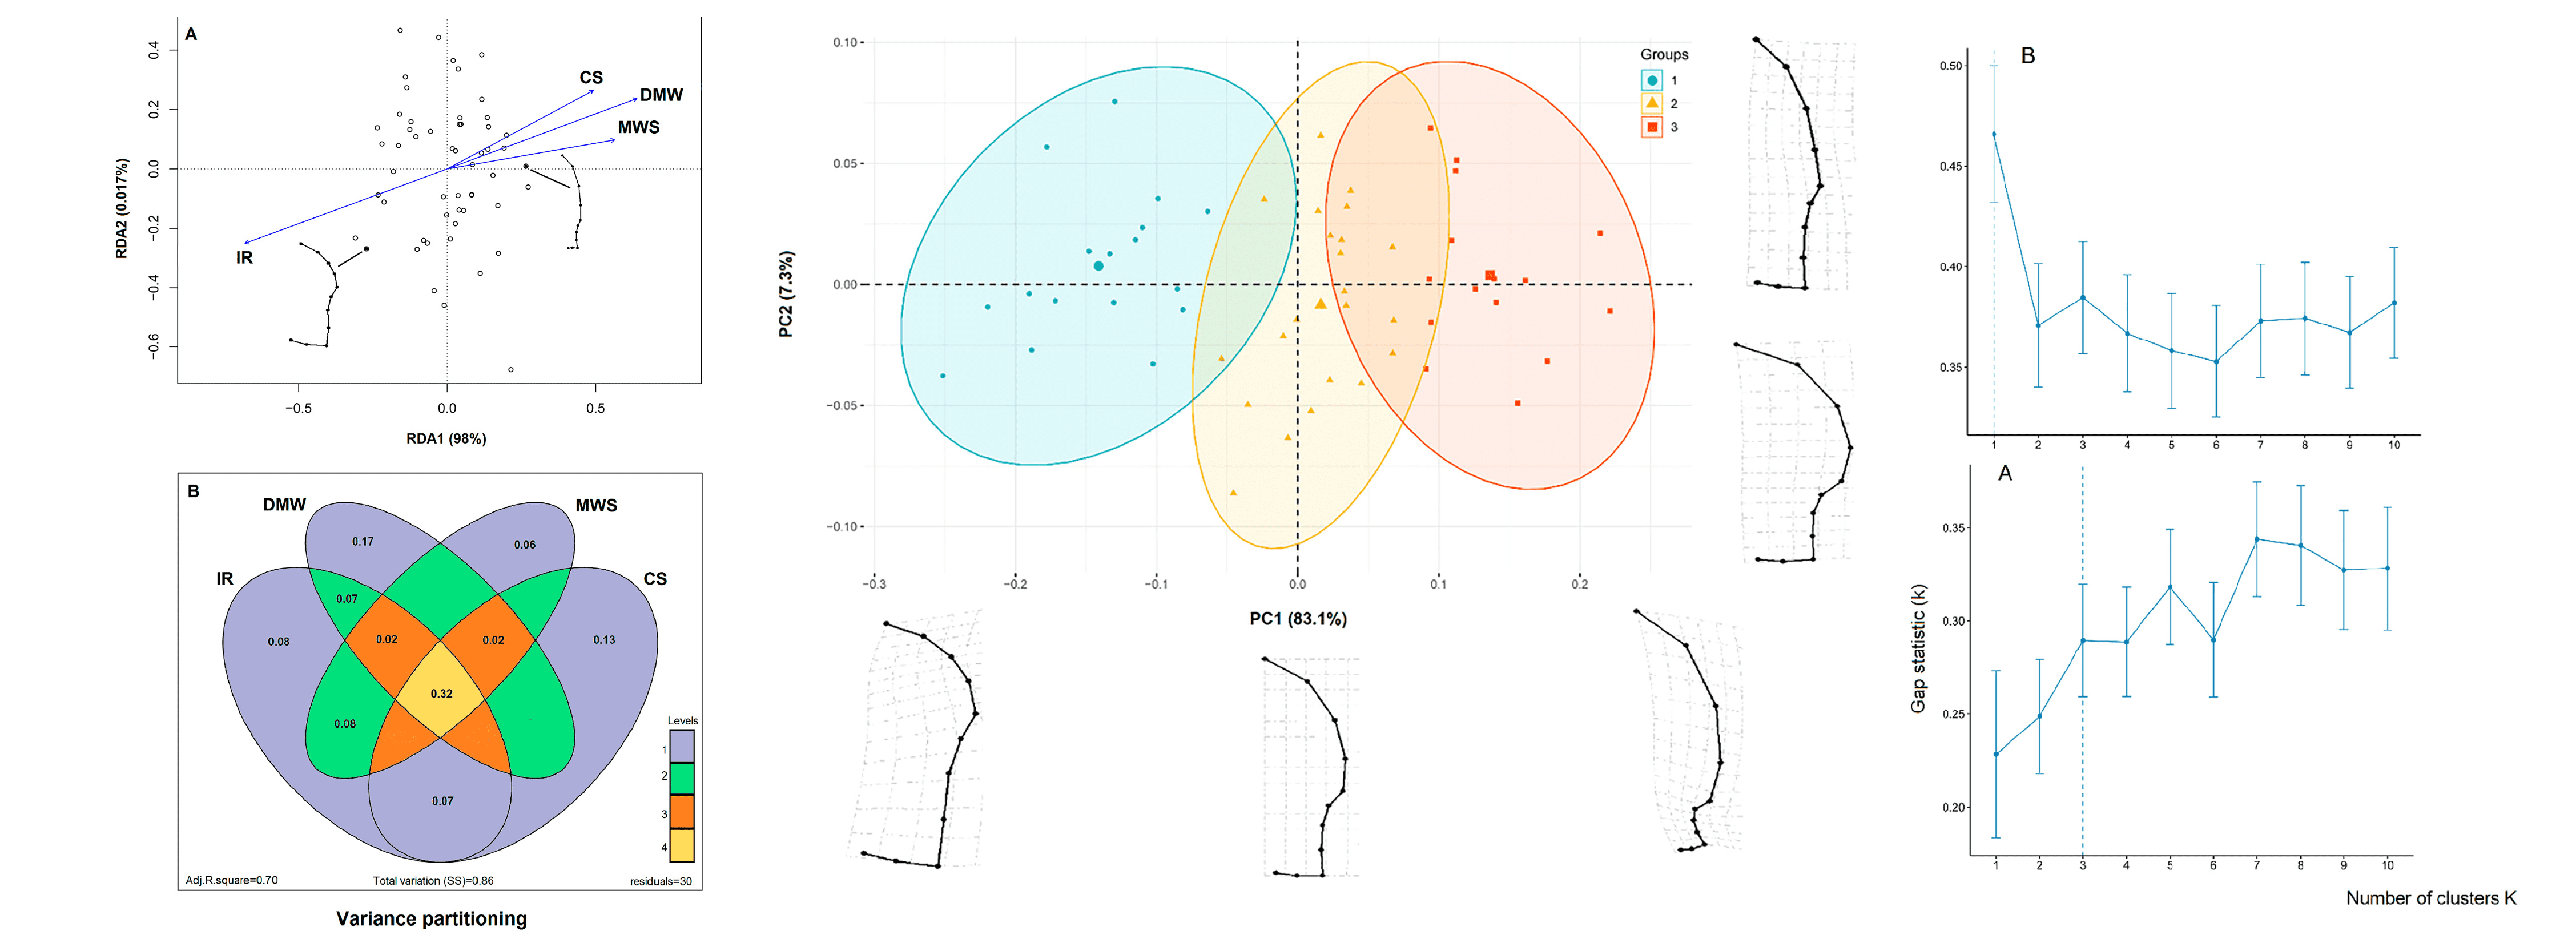 A
CS
DMW
MWS
IR
0.4
0.2
0.0
−0.2
−0.4
−0.6
RDA2 (0.017%)
−0.5
0.0
0.5
RDA1 (98%)
B
DMW
MWS
IR
CS
0.17
0.06
0.07
0.08
0.02
0.02
0.13
0.32
0.08
0.07
Levels
1
2
3
4
Adj.R.square=0.70
Total variation (SS)=0.86
residuals=30
Variance partitioning
0.10
0.05
0.00
−0.05
−0.10
PC2 (7.3%)
Groups
1
2
3
−0.3
−0.2
−0.1
0.0
0.1
0.2
PC1 (83.1%)
B
0.50
0.45
0.40
0.35
1
2
3
4
5
6
7
8
9
10
A
0.35
0.30
0.25
0.20
Gap statistic (k)
1
2
3
4
5
6
7
8
9
10
Number of clusters K